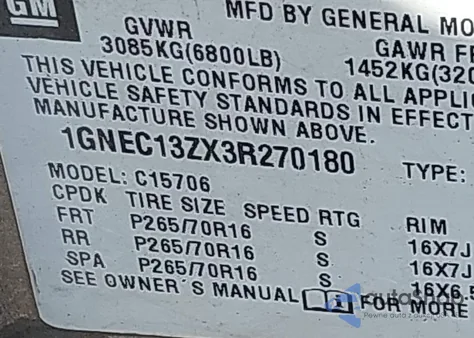 GM
MFD BY GENERAL MO
GVWR GAWR F
3085KG(6800LB) 1452KG(32
THIS VEHICLE CONFORMS TO ALL APPLI
VEHICLE SAFETY STANDARDS IN EFFECT
MANUFACTURE SHOWN ABOVE.
1GNEC13ZX3R270180 TYPE:
MODEL: C15706
CPDK TIRE SIZE SPEED RTG RIM
FRT P265/70R16 S 16X7J
RR P265/70R16 S 16X7J
SPA P265/70R16 S 16X6.5
SEE OWNER'S MANUAL i FOR MORE